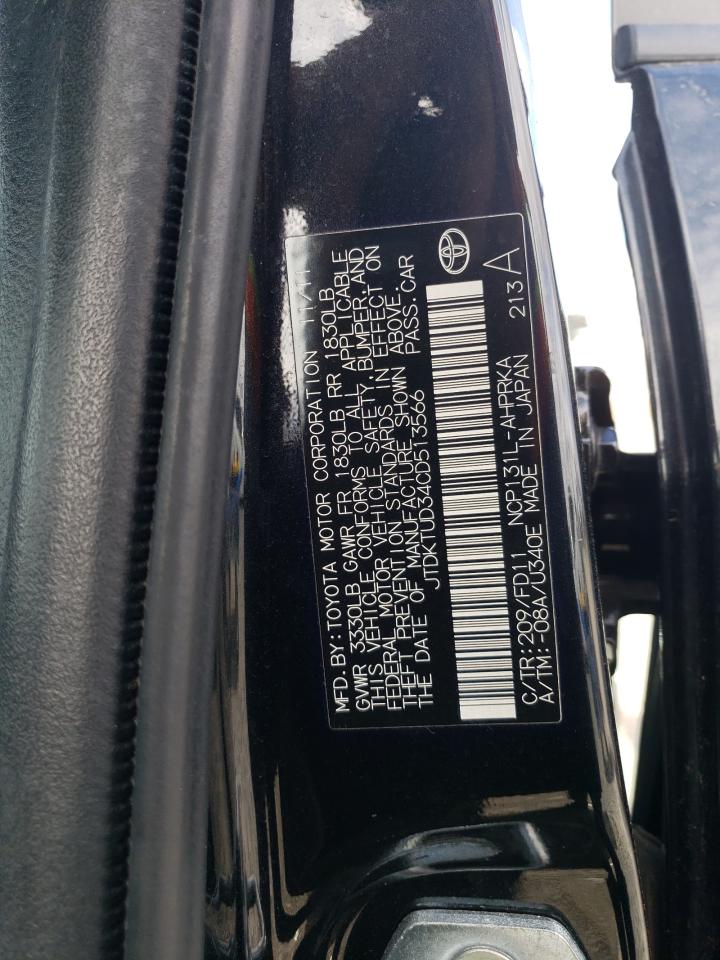 MFD. BY: TOYOTA MOTOR CORPORATION 11/11
GVWR 3330LB GAWR FR 1830LB RR 1830LB
THIS VEHICLE CONFORMS TO ALL APPLICABLE
FEDERAL MOTOR VEHICLE SAFETY, BUMPER, AND
THEFT PREVENTION STANDARDS IN EFFECT ON
THE DATE OF MANUFACTURE SHOWN ABOVE.
JTDKTUD34CD513566 PASS. CAR
C/TR: 209/FD11 NCP131L-AHPRKA
A/TM: -08A/U340E MADE IN JAPAN 213 A